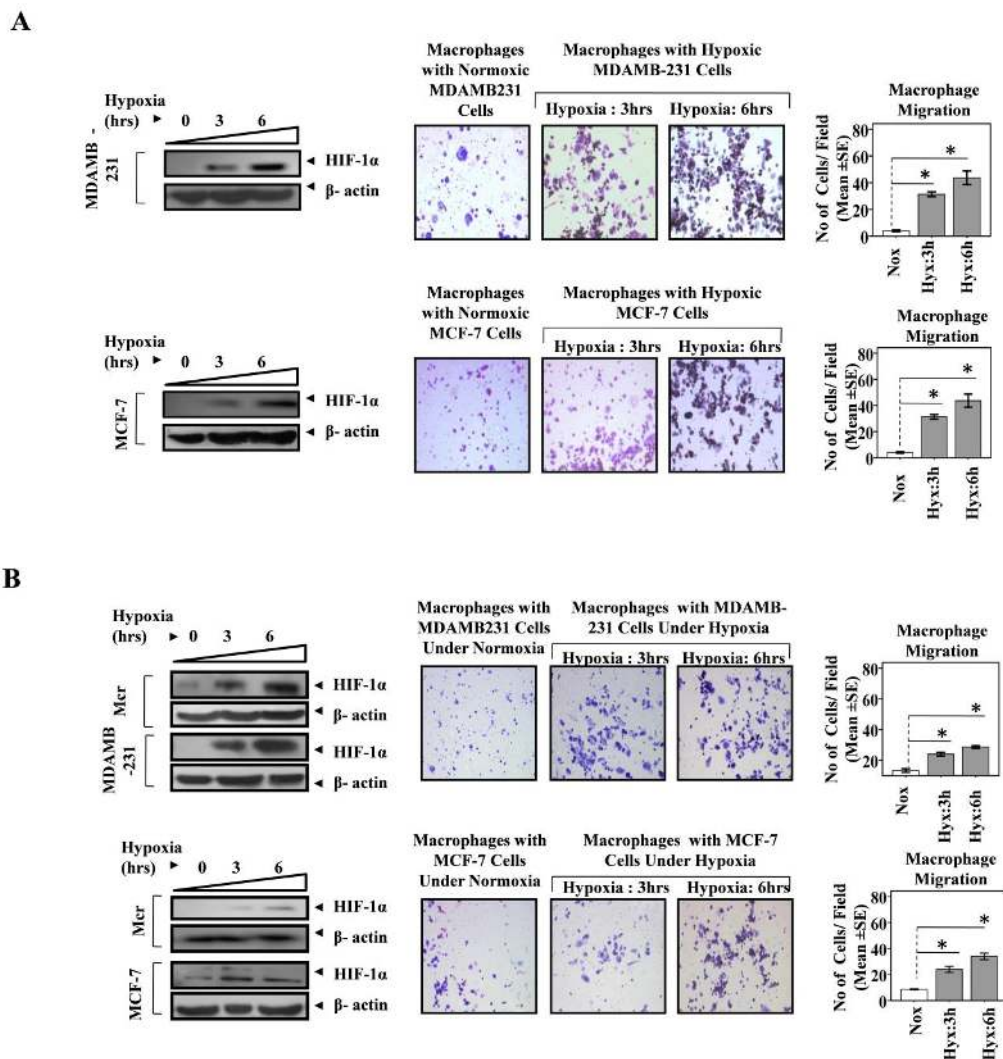 A
Hypoxia
(hrs) ► 0 3 6
MDAMB -
231
◄ HIF-1α
◄ β- actin
Macrophages
with Normoxic
MDAMB231
Cells
Macrophages with Hypoxic
MDAMB-231 Cells
Hypoxia : 3hrs
Hypoxia: 6hrs
Macrophage
Migration
No of Cells/ Field
(Mean ±SE)
80
60
40
20
0
* *
Nox
Hyx:3h
Hyx:6h
Hypoxia
(hrs) ► 0 3 6
MCF-7
◄ HIF-1α
◄ β- actin
Macrophages
with Normoxic
MCF-7 Cells
Macrophages with Hypoxic
MCF-7 Cells
Hypoxia : 3hrs
Hypoxia: 6hrs
Macrophage
Migration
No of Cells/ Field
(Mean ±SE)
80
60
40
20
0
* *
Nox
Hyx:3h
Hyx:6h
B
Hypoxia
(hrs) ► 0 3 6
Mcr
◄ HIF-1α
◄ β- actin
MDAMB
-231
◄ HIF-1α
◄ β- actin
Macrophages with
MDAMB231 Cells
Under Normoxia
Macrophages with MDAMB-
231 Cells Under Hypoxia
Hypoxia : 3hrs
Hypoxia: 6hrs
Macrophage
Migration
No of Cells/ Field
(Mean ±SE)
80
60
40
20
* *
Nox
Hyx:3h
Hyx:6h
Hypoxia
(hrs) ► 0 3 6
Mcr
◄ HIF-1α
◄ β- actin
MCF-7
◄ HIF-1α
◄ β- actin
Macrophages with
MCF-7 Cells
Under Normoxia
Macrophages with MCF-7
Cells Under Hypoxia
Hypoxia : 3hrs
Hypoxia: 6hrs
Macrophage
Migration
No of Cells/ Field
(Mean ±SE)
80
60
40
20
0
* *
Nox
Hyx:3h
Hyx:6h